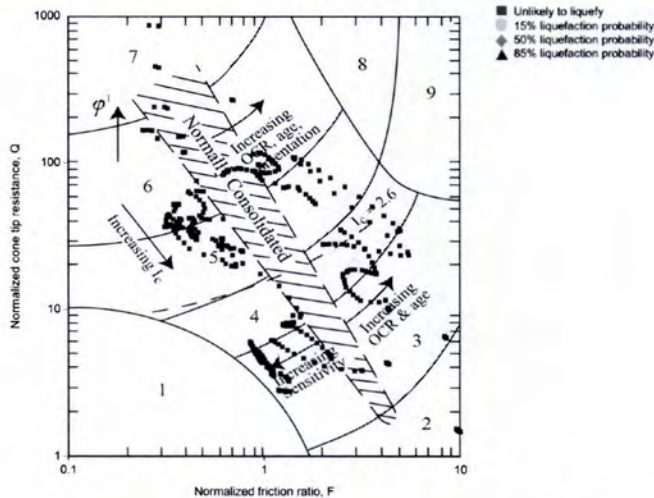 Unlikely to liquefy
15% liquefaction probability
50% liquefaction probability
85% liquefaction probability
Normalized cone tip resistance, Q
1000
100
10
1
7
8
9
φ'
Increasing
OCR, age,
Normally Consolidated
6
Increasing Ic
5
Ic = 2.6
4
Increasing
OCR & age
3
Increasing
Sensitivity
1
2
0.1
1
10
Normalized friction ratio, F